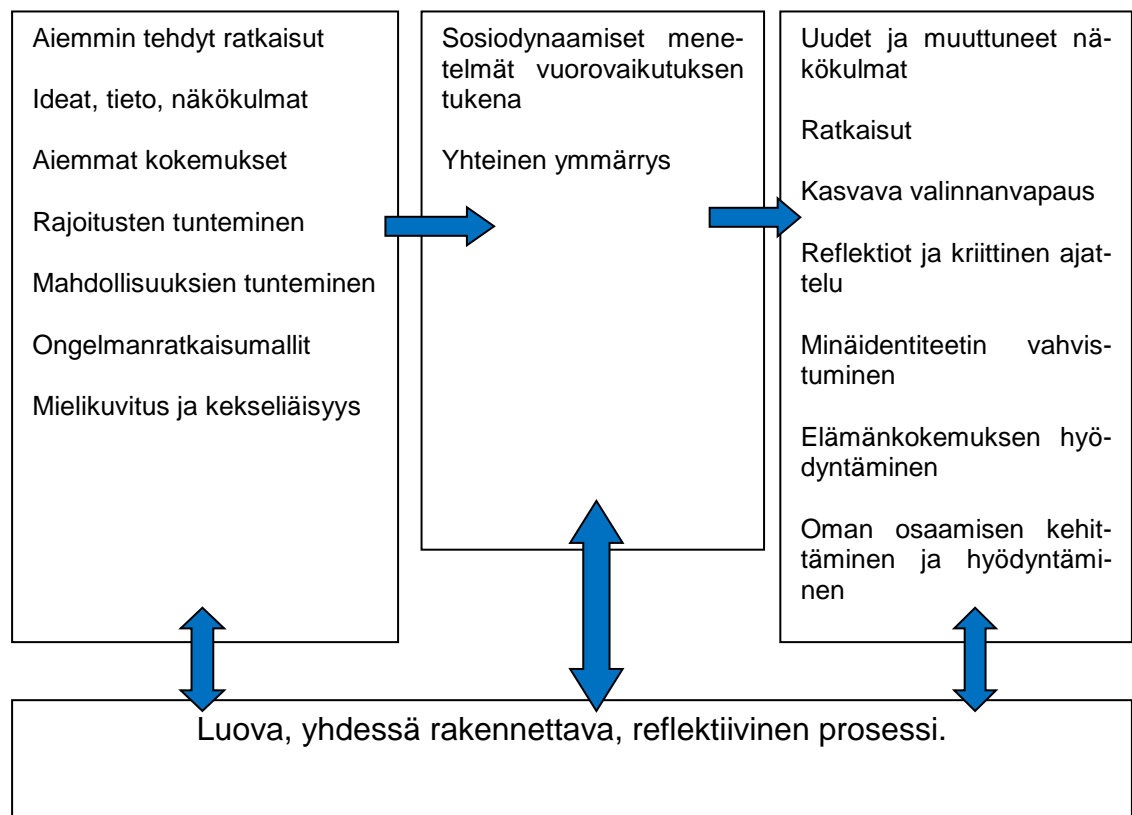 Aiemmin tehdyt ratkaisut
Ideat, tieto, näkökulmat
Aiemmat kokemukset
Rajoitusten tunteminen
Mahdollisuuksien tunteminen
Ongelmanratkaisumallit
Mielikuvitus ja kekseliäisyys
Sosiodynaamiset mene-
telmät vuorovaikutuksen
tukena
Yhteinen ymmärrys
Uudet ja muuttuneet nä-
kökulmat
Ratkaisut
Kasvava valinnanvapaus
Reflektiot ja kriittinen ajat-
telu
Minäidentiteetin vahvis-
tuminen
Elämänkokemuksen hyö-
dyntäminen
Oman osaamisen kehit-
täminen ja hyödyntämi-
nen
Luova, yhdessä rakennettava, reflektiivinen prosessi.